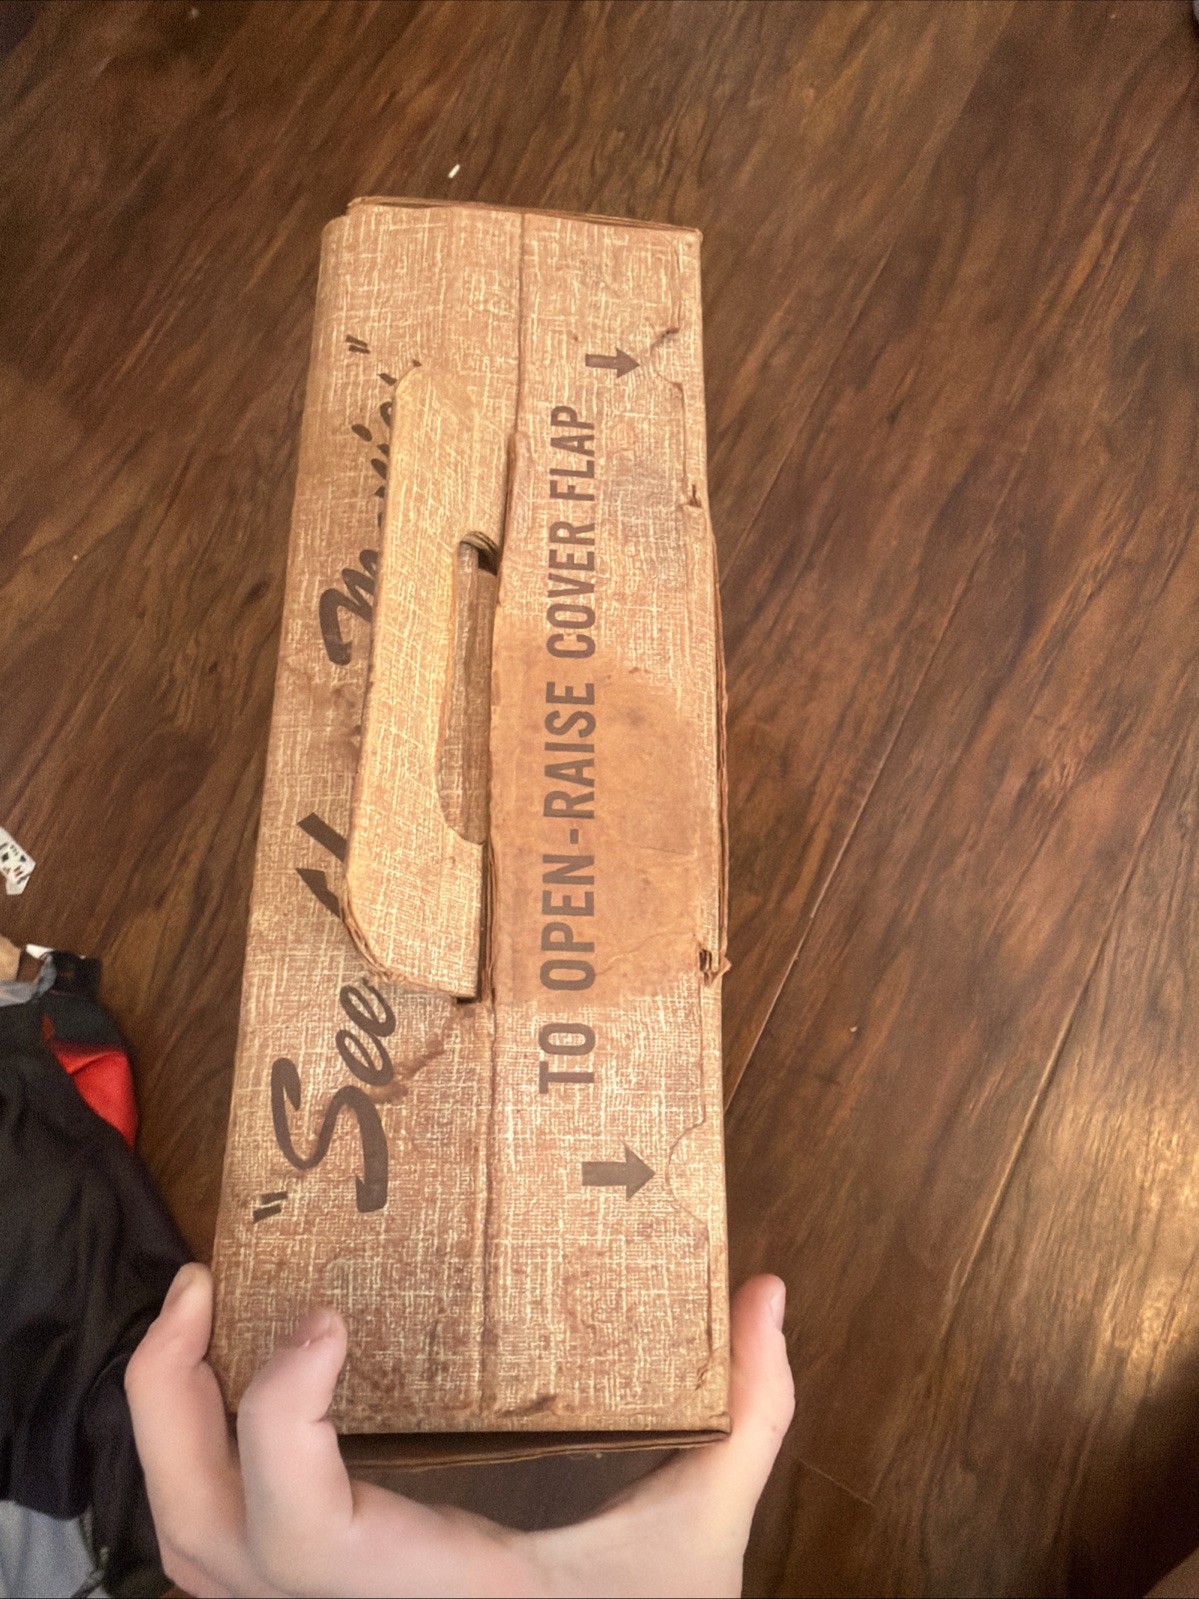 "See
TO OPEN-RAISE COVER FLAP